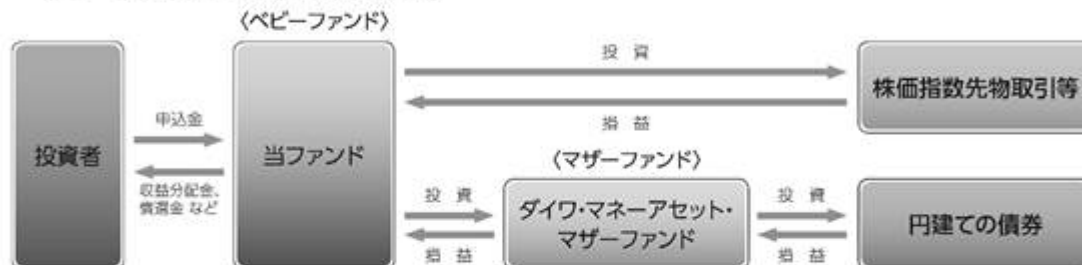 〈ベビーファンド〉
投資
株価指数先物取引等
損益
申込金
投資者
当ファンド
収益分配金、
償還金 など
〈マザーファンド〉
投資
損益
ダイワ・マネーアセット・
マザーファンド
投資
損益
円建ての債券